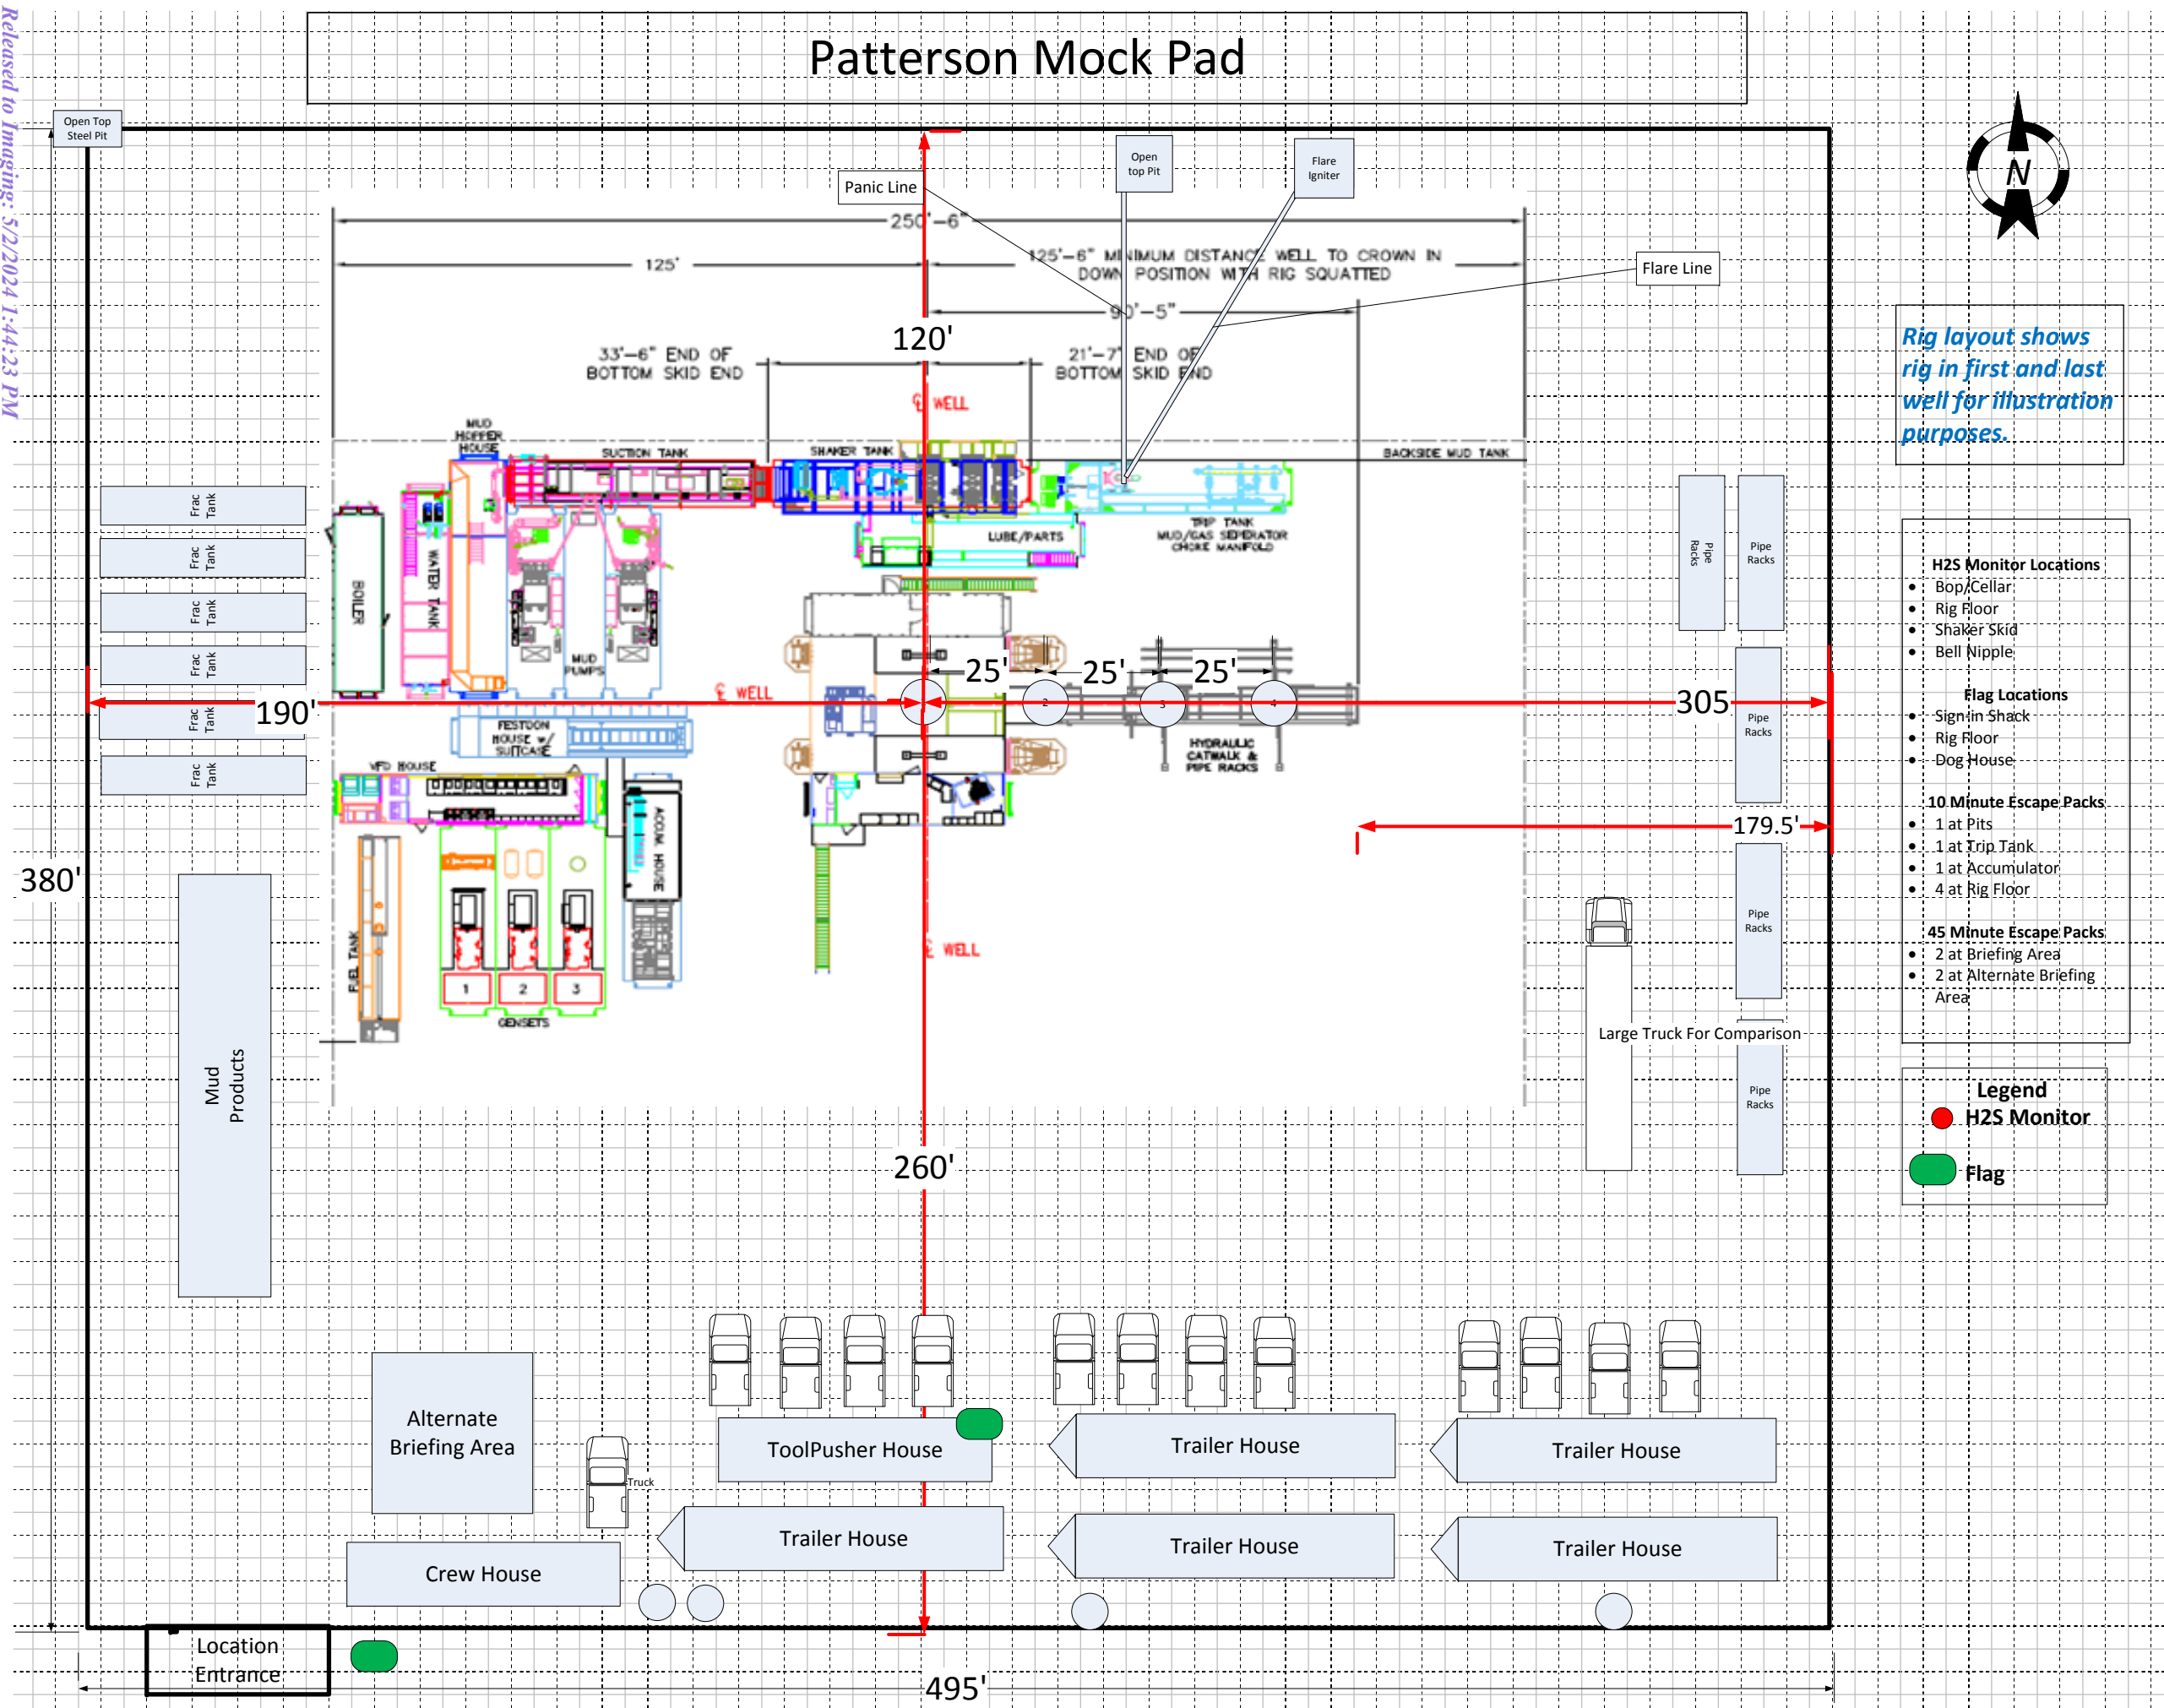 Released to Imaging: 5/2/2024 1:44:23 PM
Patterson Mock Pad
Open Top
Steel Pit
Open
top Pit
Flare
Igniter
Panic Line
Flare Line
250'-6"
125'
125'-6" MINIMUM DISTANCE WELL TO CROWN IN
DOWN POSITION WITH RIG SQUATTED
90'-5"
120'
33'-6" END OF
BOTTOM SKID END
21'-7" END OF
BOTTOM SKID END
℄ WELL
N
Rig layout shows
rig in first and last
well for illustration
purposes.
MUD
HOPPER
HOUSE
SUCTION TANK
SHAKER TANK
BACKSIDE MUD TANK
TRIP TANK
MUD/GAS SEPERATOR
CHOKE MANIFOLD
LUBE/PARTS
BOILER
WATER TANK
MUD
PUMPS
Frac
Tank
Frac
Tank
Frac
Tank
Frac
Tank
Frac
Tank
Frac
Tank
Pipe
Racks
Pipe
Racks
Pipe
Racks
Pipe
Racks
Pipe
Racks
25'
25'
25'
2
3
4
190'
℄ WELL
305
FESTOON
HOUSE w/
SUITCASE
HYDRAULIC
CATWALK &
PIPE RACKS
VFD HOUSE
ACCUM. HOUSE
179.5'
380'
FUEL TANK
1
2
3
GENSETS
℄ WELL
Mud
Products
Large Truck For Comparison
260'
H2S Monitor Locations
• Bop/Cellar
• Rig Floor
• Shaker Skid
• Bell Nipple
Flag Locations
• Sign-in Shack
• Rig Floor
• Dog House
10 Minute Escape Packs
• 1 at Pits
• 1 at Trip Tank
• 1 at Accumulator
• 4 at Rig Floor
45 Minute Escape Packs
• 2 at Briefing Area
• 2 at Alternate Briefing
Area
Legend
H2S Monitor
Flag
Alternate
Briefing Area
Truck
ToolPusher House
Trailer House
Trailer House
Trailer House
Trailer House
Trailer House
Crew House
Location
Entrance
495'